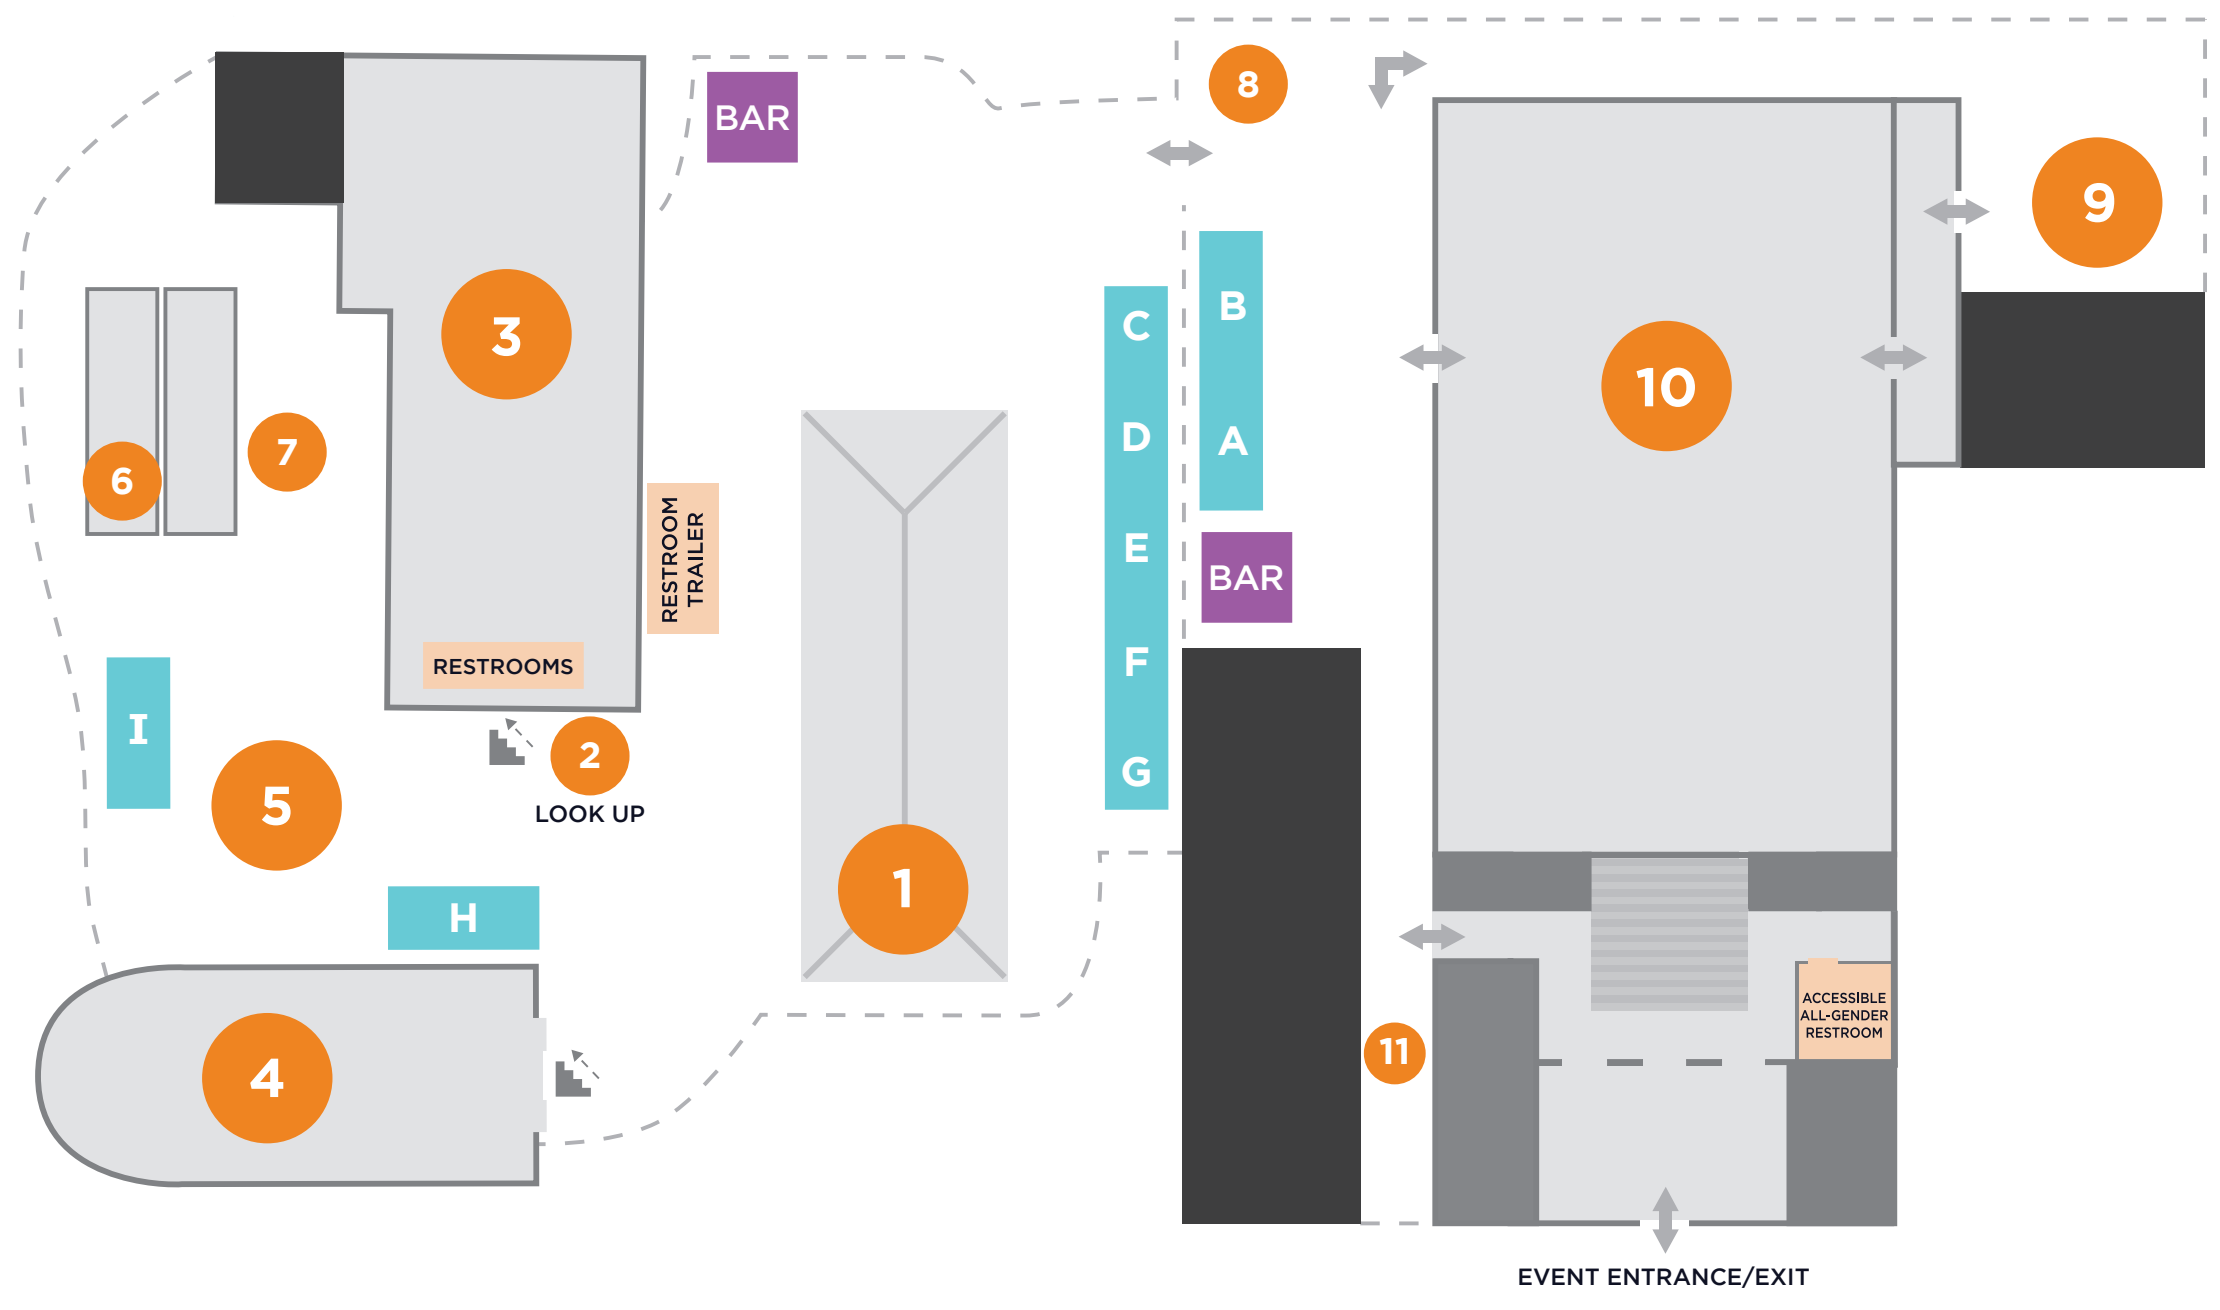 8
BAR
9
B
C
3
10
D
A
7
6
E
RESTROOM
TRAILER
BAR
F
RESTROOMS
I
2
G
5
LOOK UP
1
H
ACCESSIBLE
ALL-GENDER
RESTROOM
11
4
EVENT ENTRANCE/EXIT